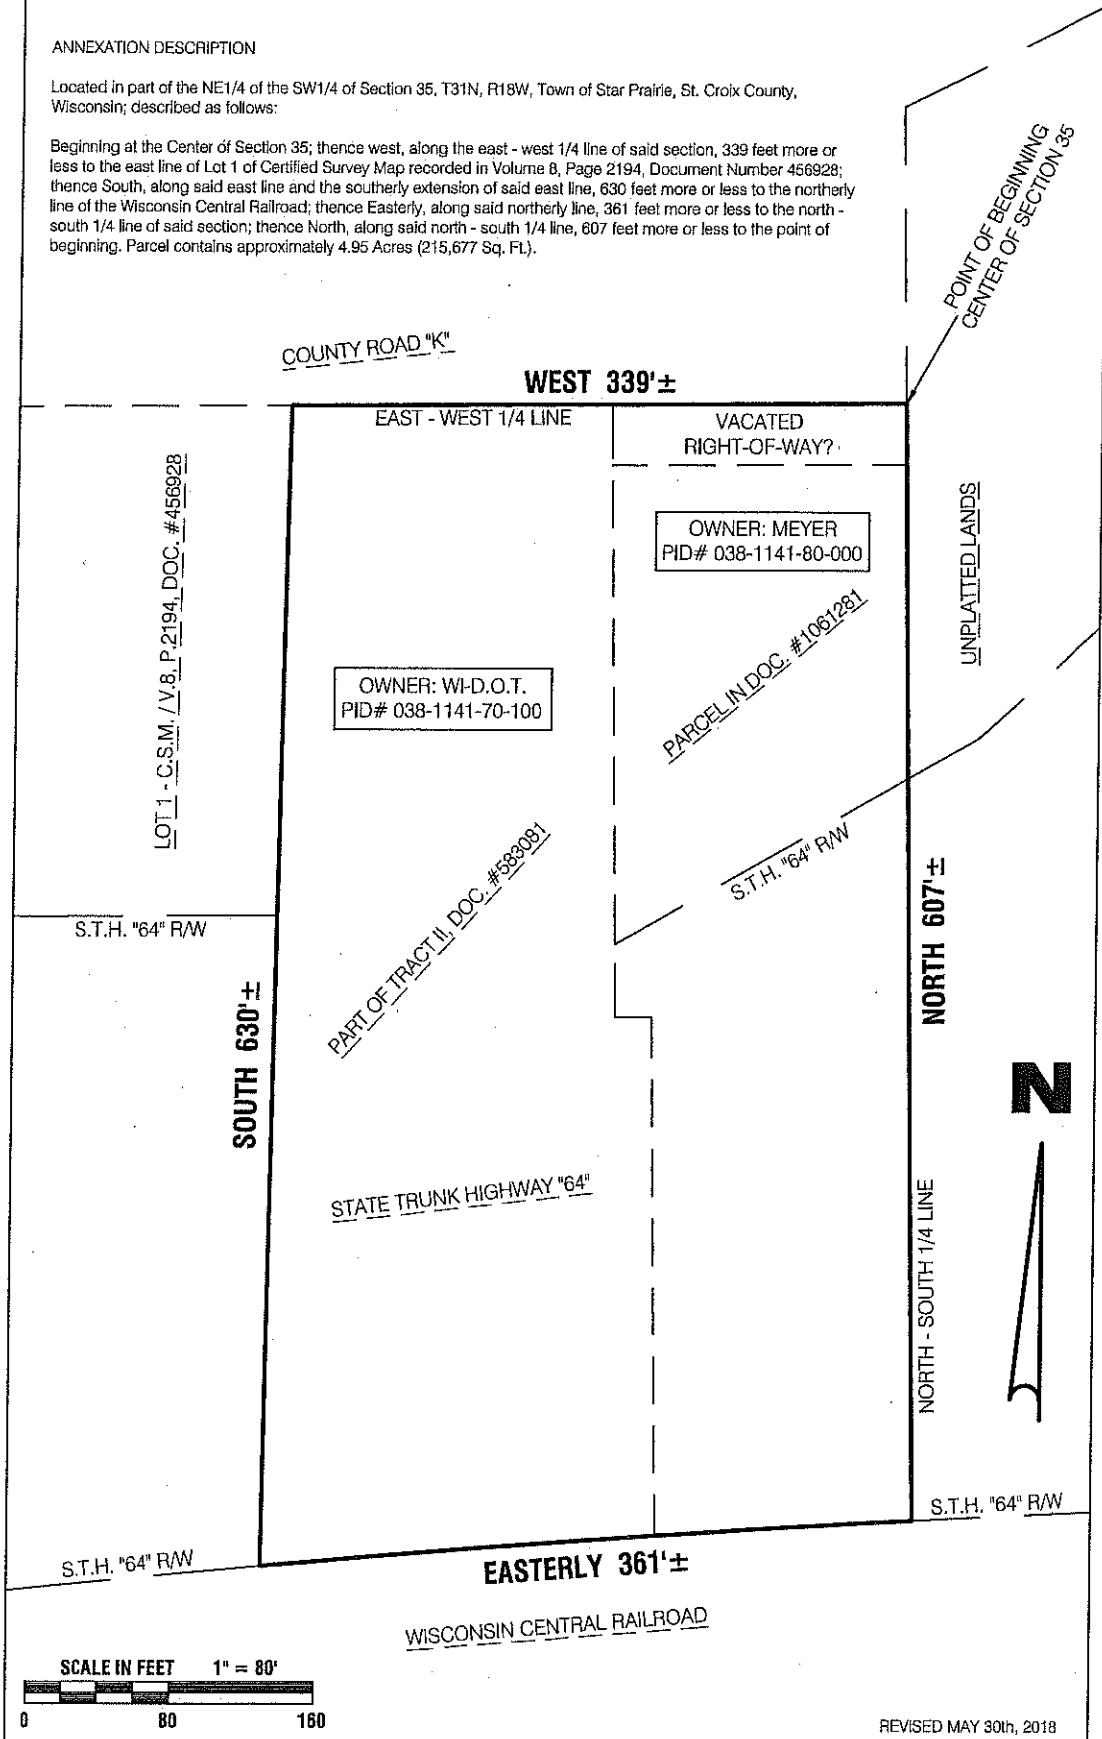 ANNEXATION DESCRIPTION
Located in part of the NE1/4 of the SW1/4 of Section 35, T31N, R18W, Town of Star Prairie, St. Croix County,
Wisconsin; described as follows:
Beginning at the Center of Section 35; thence west, along the east - west 1/4 line of said section, 339 feet more or
less to the east line of Lot 1 of Certified Survey Map recorded in Volume 8, Page 2194, Document Number 456928;
thence South, along said east line and the southerly extension of said east line, 630 feet more or less to the northerly
line of the Wisconsin Central Railroad; thence Easterly, along said northerly line, 361 feet more or less to the north -
south 1/4 line of said section; thence North, along said north - south 1/4 line, 607 feet more or less to the point of
beginning. Parcel contains approximately 4.95 Acres (215,677 Sq. Ft.).
POINT OF BEGINNING
CENTER OF SECTION 35
COUNTY ROAD "K"
WEST 339'±
EAST - WEST 1/4 LINE
VACATED
RIGHT-OF-WAY?
LOT 1 - C.S.M. / V.8, P.2194, DOC. #456928
OWNER: MEYER
PID# 038-1141-80-000
UNPLATTED LANDS
PARCEL IN DOC. #1061281
OWNER: WI-D.O.T.
PID# 038-1141-70-100
S.T.H. "64" R/W
PART OF TRACT II, DOC. #583081
S.T.H. "64" R/W
NORTH 607'±
SOUTH 630'±
N
STATE TRUNK HIGHWAY "64"
NORTH - SOUTH 1/4 LINE
S.T.H. "64" R/W
S.T.H. "64" R/W
EASTERLY 361'±
WISCONSIN CENTRAL RAILROAD
SCALE IN FEET 1" = 80'
0 80 160
REVISED MAY 30th, 2018